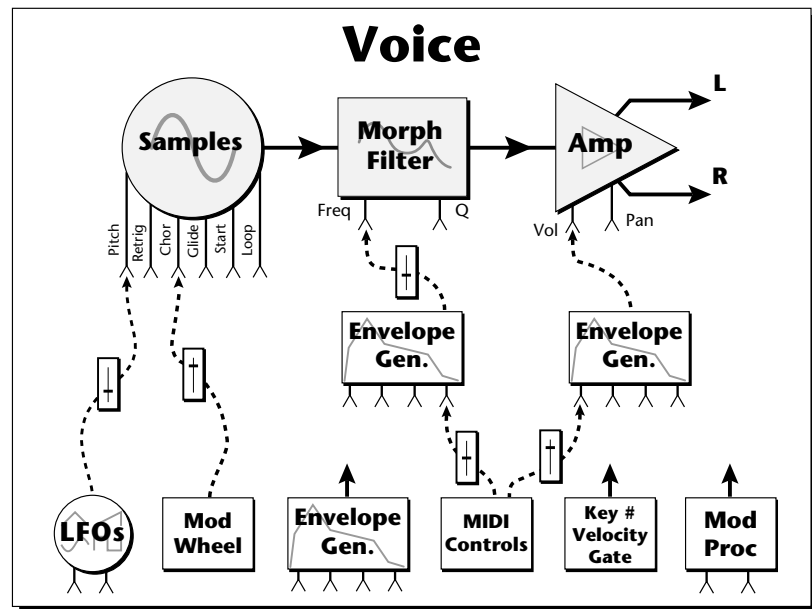 Voice
L
Samples
Morph
Filter
Amp
R
Pitch
Retrig
Chor
Glide
Start
Loop
Freq
Q
Vol
Pan
Envelope
Gen.
Envelope
Gen.
LFOs
Mod
Wheel
Envelope
Gen.
MIDI
Controls
Key #
Velocity
Gate
Mod
Proc